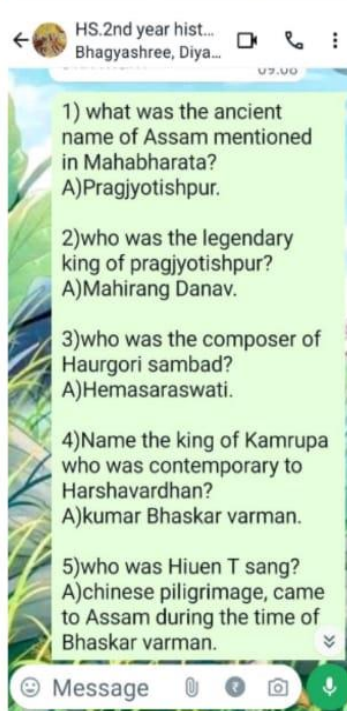 HS.2nd year hist...
Bhagyashree, Diya...
09:06
1) what was the ancient
name of Assam mentioned
in Mahabharata?
A)Pragjyotishpur.
2)who was the legendary
king of pragjyotishpur?
A)Mahirang Danav.
3)who was the composer of
Haurgori sambad?
A)Hemasaraswati.
4)Name the king of Kamrupa
who was contemporary to
Harshavardhan?
A)kumar Bhaskar varman.
5)who was Hiuen T sang?
A)chinese piligrimage, came
to Assam during the time of
Bhaskar varman.
Message